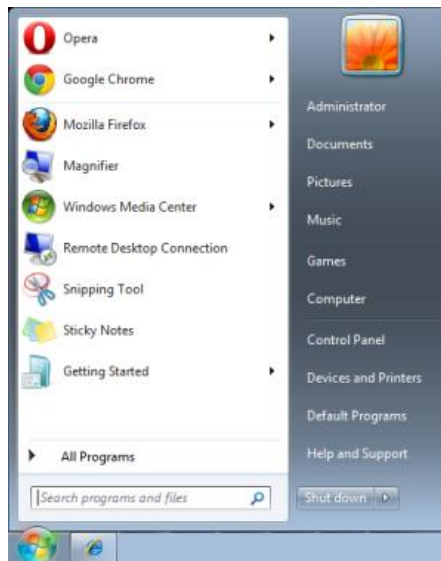 Opera
Google Chrome
Mozilla Firefox
Magnifier
Windows Media Center
Remote Desktop Connection
Snipping Tool
Sticky Notes
Getting Started
All Programs
Search programs and files
Administrator
Documents
Pictures
Music
Games
Computer
Control Panel
Devices and Printers
Default Programs
Help and Support
Shut down